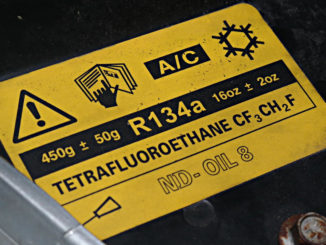 A/C
450g ± 50g R134a 16oz ± 2oz
TETRAFLUOROETHANE CF₃CH₂F
ND-OIL 8